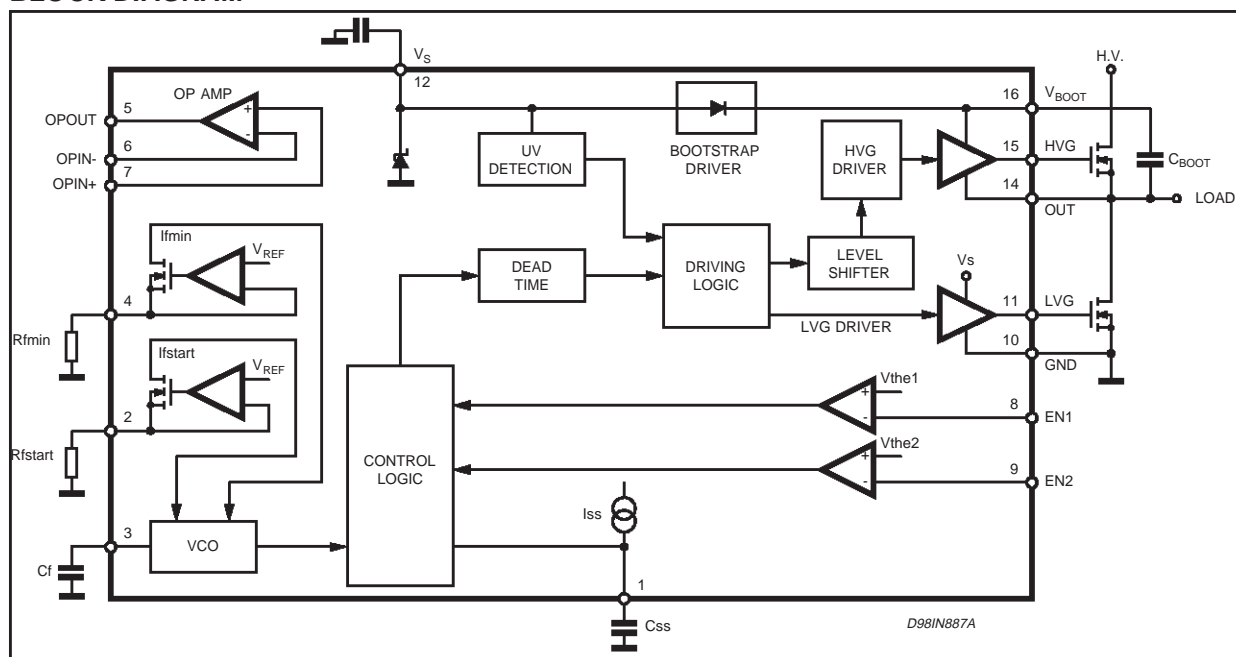 BLOCK DIAGRAM
VS
12
H.V.
OP AMP
5
OPOUT
+
-
6
OPIN-
7
OPIN+
UV
DETECTION
BOOTSTRAP
DRIVER
HVG
DRIVER
16
VBOOT
15
HVG
CBOOT
14
OUT
LOAD
Ifmin
VREF
4
Rfmin
DEAD
TIME
DRIVING
LOGIC
LEVEL
SHIFTER
Vs
11
LVG
LVG DRIVER
10
GND
Ifstart
VREF
2
Rfstart
CONTROL
LOGIC
Vthe1
+
-
8
EN1
Vthe2
+
-
9
EN2
Iss
3
VCO
Cf
1
Css
D98IN887A